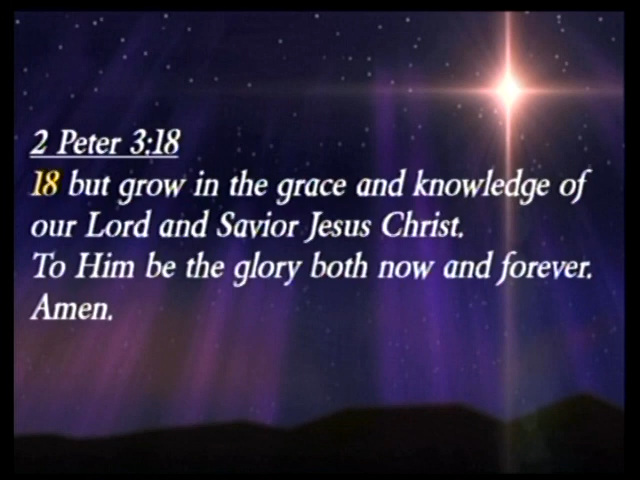 2 Peter 3:18
18 but grow in the grace and knowledge of
our Lord and Savior Jesus Christ.
To Him be the glory both now and forever.
Amen.